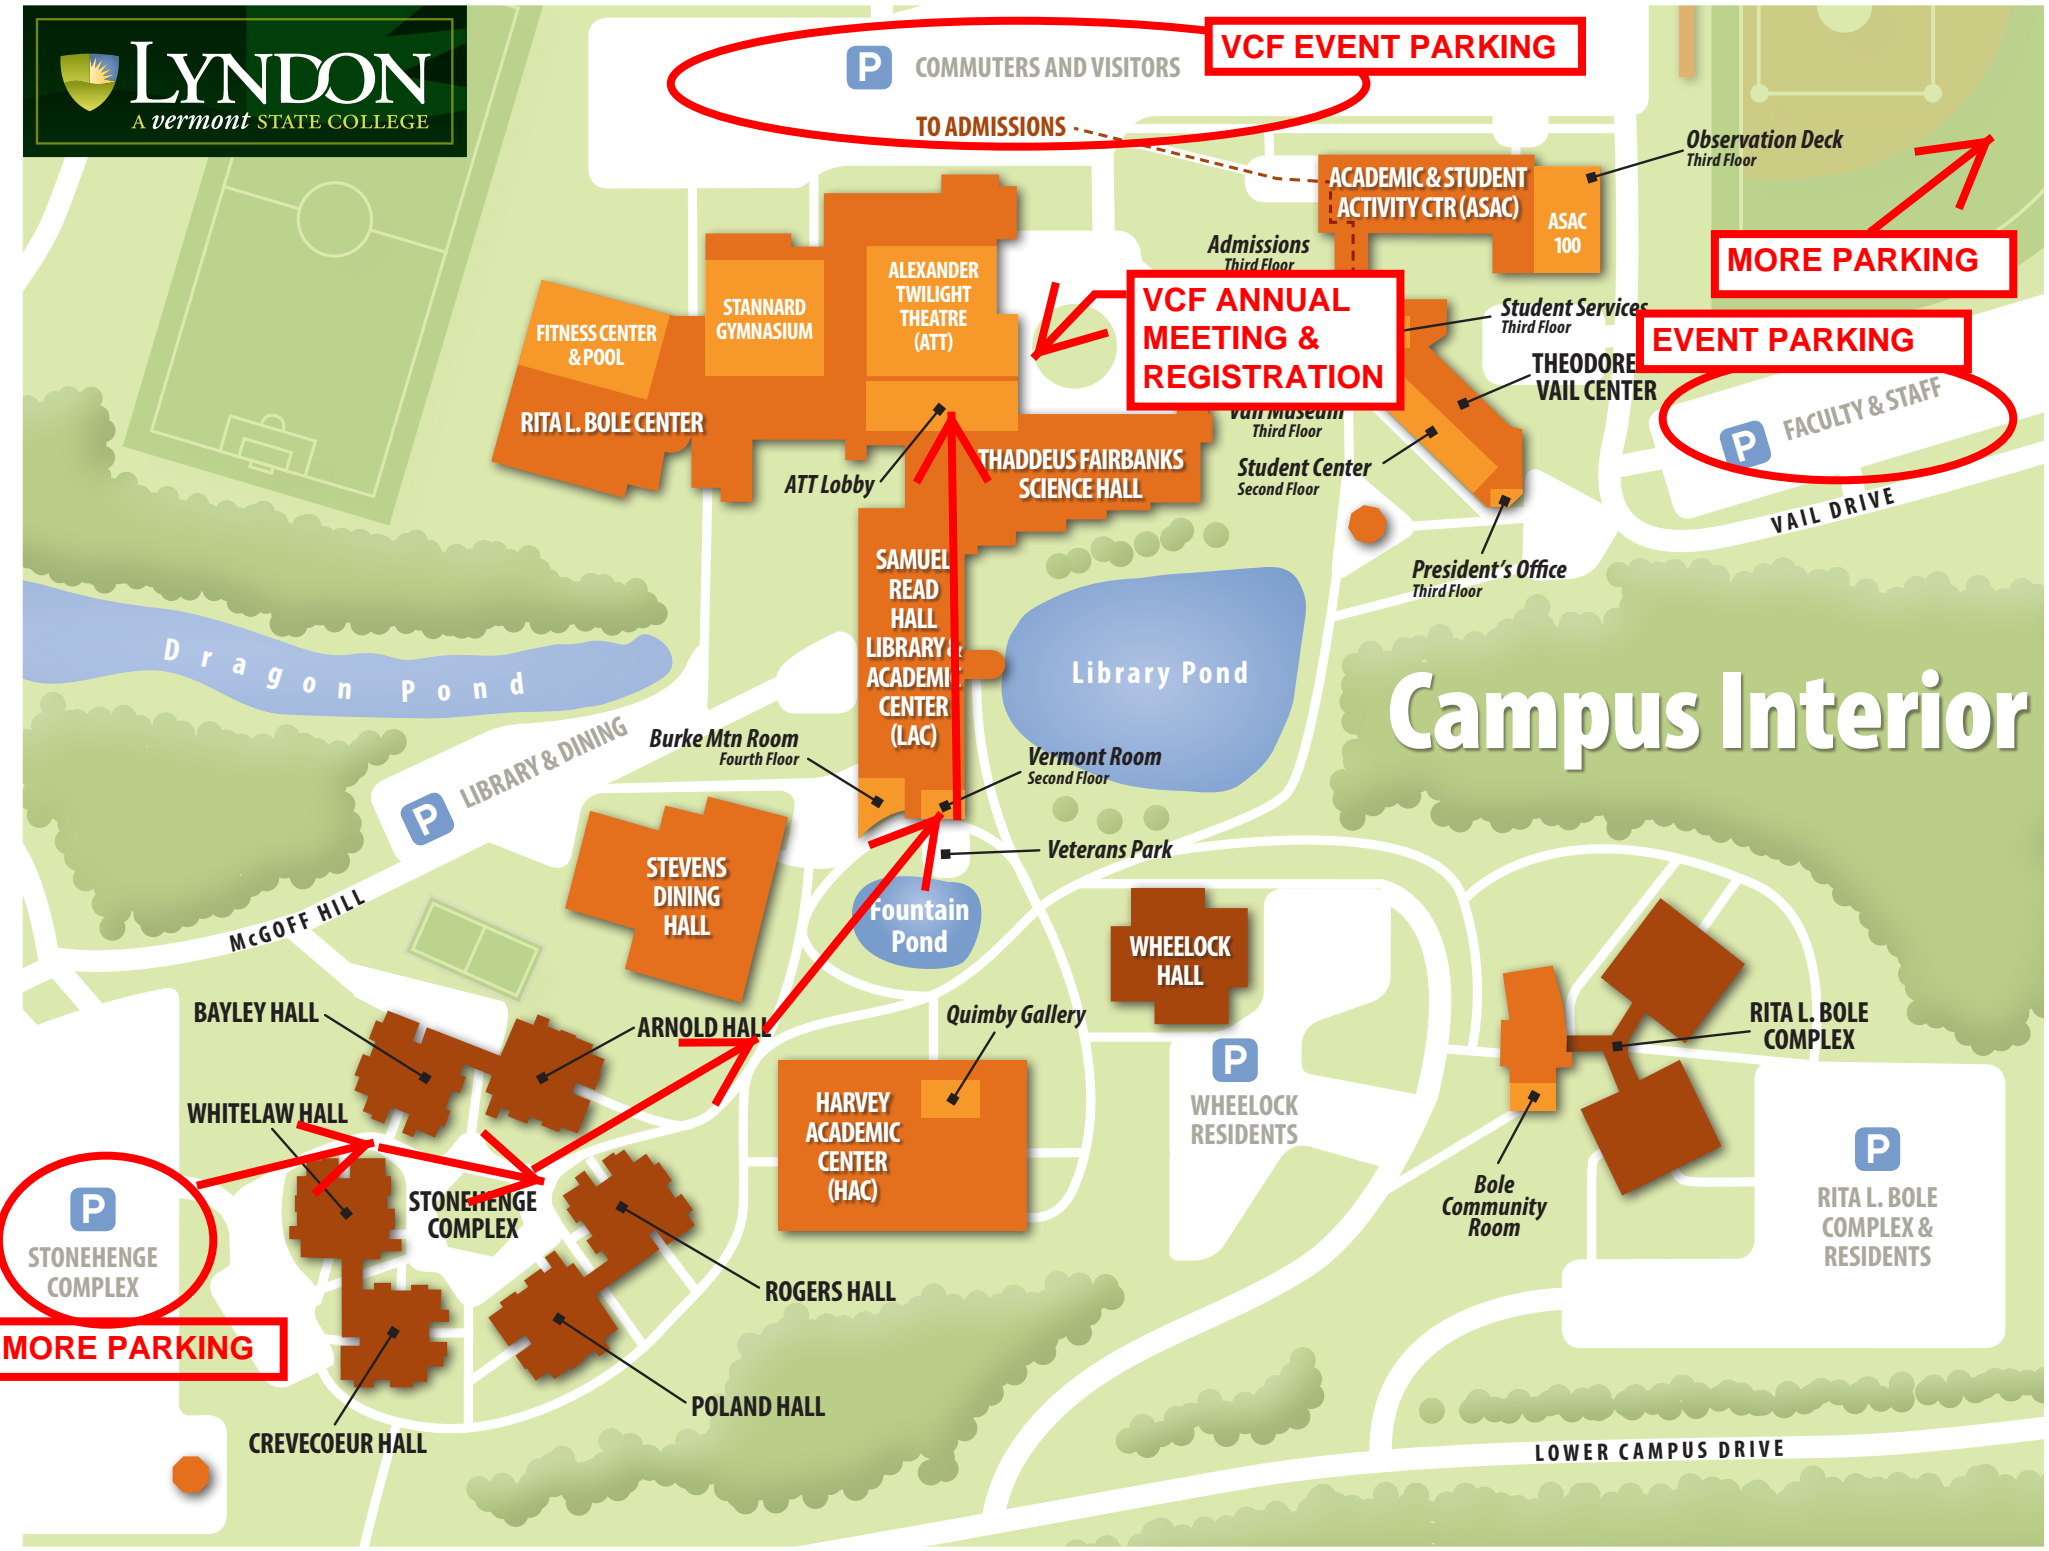 LYNDON
A vermont STATE COLLEGE
P COMMUTERS AND VISITORS
VCF EVENT PARKING
TO ADMISSIONS
Observation Deck
Third Floor
ACADEMIC & STUDENT
ACTIVITY CTR (ASAC)
ASAC
100
MORE PARKING
Admissions
Third Floor
ALEXANDER
TWILIGHT
THEATRE
(ATT)
STANNARD
GYMNASIUM
FITNESS CENTER
& POOL
RITA L. BOLE CENTER
VCF ANNUAL
MEETING &
REGISTRATION
Student Services
Third Floor
EVENT PARKING
THEODORE
VAIL CENTER
P FACULTY & STAFF
Vail Museum
Third Floor
Student Center
Second Floor
ATT Lobby
THADDEUS FAIRBANKS
SCIENCE HALL
VAIL DRIVE
President's Office
Third Floor
SAMUEL
READ
HALL
LIBRARY &
ACADEMIC
CENTER
(LAC)
Dragon Pond
Library Pond
Campus Interior
P LIBRARY & DINING
Burke Mtn Room
Fourth Floor
Vermont Room
Second Floor
Veterans Park
STEVENS
DINING
HALL
Fountain
Pond
McGOFF HILL
WHEELOCK
HALL
BAYLEY HALL
ARNOLD HALL
Quimby Gallery
RITA L. BOLE
COMPLEX
P
WHEELOCK
RESIDENTS
HARVEY
ACADEMIC
CENTER
(HAC)
WHITELAW HALL
STONEHENGE
COMPLEX
P
STONEHENGE
COMPLEX
MORE PARKING
Bole
Community
Room
P
RITA L. BOLE
COMPLEX &
RESIDENTS
ROGERS HALL
POLAND HALL
CREVECOEUR HALL
LOWER CAMPUS DRIVE